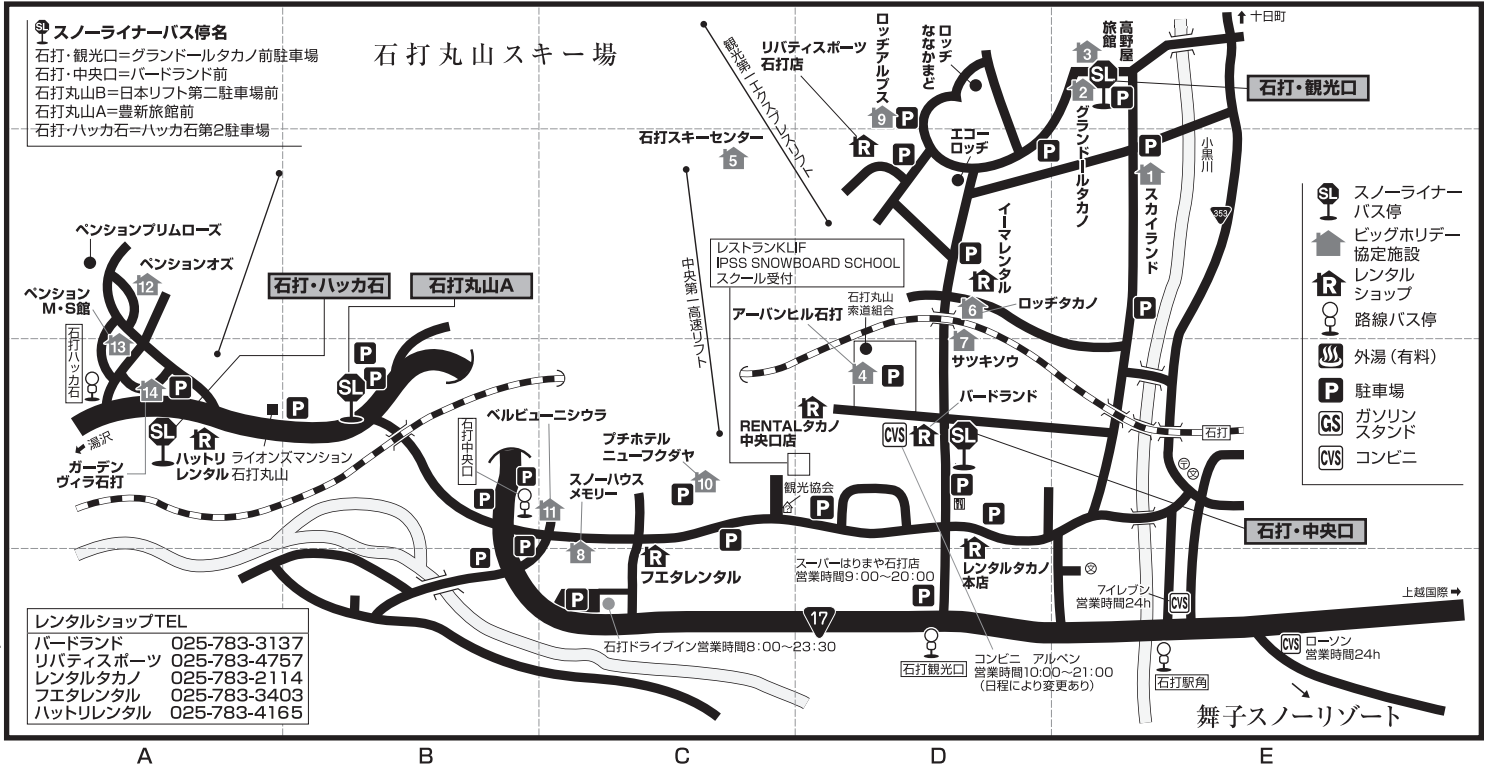 SL スノーライナーバス停名
石打・観光口=グランドールタカノ前駐車場
石打・中央口=バードランド前
石打丸山B=日本リフト第二駐車場前
石打丸山A=豊新旅館前
石打・ハッカ石=ハッカ石第2駐車場
石打丸山スキー場
観光第一エクスプレスリフト
リバティスポーツ
石打店
ロッヂアルプス
9
P
ロッヂ
ななかまど
高野屋
旅館
3
SL
2
P
グランドールタカノ
↑十日町
石打・観光口
石打スキーセンター
5
R
P
エコー
ロッヂ
P
P
1
スカイランド
小黒川
353
SL
スノーライナー
バス停
ビッグホリデー
協定施設
R
レンタル
ショップ
路線バス停
外湯(有料)
P
駐車場
GS
ガソリン
スタンド
CVS
コンビニ
ペンションプリムローズ
ペンションオズ
12
ペンション
M・S館
13
石打ハッカ石
14
P
石打・ハッカ石
石打丸山A
P
P
SL
P
SL
R
ハットリ
レンタル
ライオンズマンション
石打丸山
湯沢
ガーデン
ヴィラ石打
中央第一高速リフト
レストランKLIF
IPSS SNOWBOARD SCHOOL
スクール受付
イーマレンタル
P
R
石打丸山
索道組合
アーバンヒル石打
4
P
6
ロッヂタカノ
7
サツキソウ
P
バードランド
R
RENTALタカノ
中央口店
CVS
R
SL
石打
石打中央口
ベルビューニシウラ
11
P
P
プチホテル
ニューフクダヤ
10
P
スノーハウス
メモリー
8
観光協会
P
P
P
石打・中央口
P
P
P
R
フエタレンタル
P
スーパーはりまや石打店
営業時間9:00~20:00
R
レンタルタカノ
本店
P
7イレブン
営業時間24h
CVS
上越国際
17
石打ドライブイン営業時間8:00~23:30
石打観光口
コンビニ アルペン
営業時間10:00~21:00
(日程により変更あり)
石打駅角
CVS
ローソン
営業時間24h
舞子スノーリゾート
レンタルショップTEL
バードランド 025-783-3137
リバティスポーツ 025-783-4757
レンタルタカノ 025-783-2114
フエタレンタル 025-783-3403
ハットリレンタル 025-783-4165
A B C D E